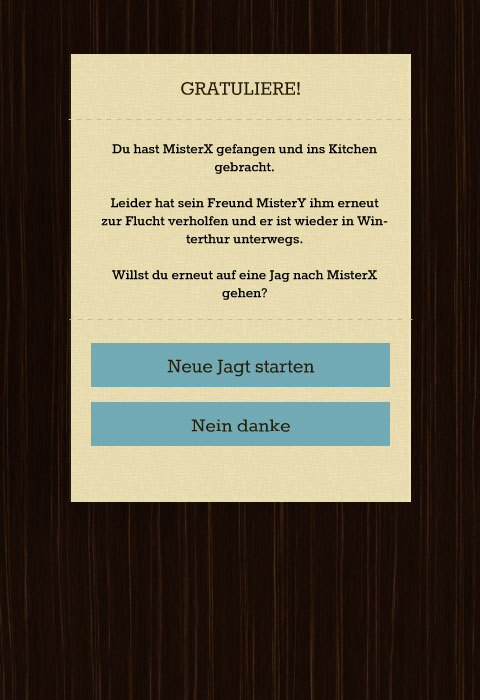 GRATULIERE!
Du hast MisterX gefangen und ins Kitchen
gebracht.
Leider hat sein Freund MisterY ihm erneut
zur Flucht verholfen und er ist wieder in Win-
terthur unterwegs.
Willst du erneut auf eine Jag nach MisterX
gehen?
Neue Jagt starten
Nein danke